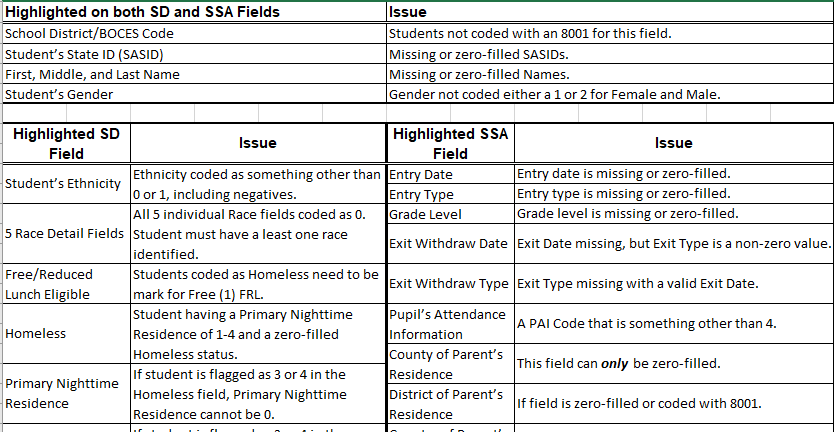 Highlighted on both SD and SSA Fields
Issue
School District/BOCES Code
Students not coded with an 8001 for this field.
Student's State ID (SASID)
Missing or zero-filled SASIDs.
First, Middle, and Last Name
Missing or zero-filled Names.
Student's Gender
Gender not coded either a 1 or 2 for Female and Male.
Highlighted SD
Field
Issue
Student's Ethnicity
Ethnicity coded as something other than
0 or 1, including negatives.
5 Race Detail Fields
All 5 individual Race fields coded as 0.
Student must have a least one race
identified.
Free/Reduced
Lunch Eligible
Students coded as Homeless need to be
mark for Free (1) FRL.
Homeless
Student having a Primary Nighttime
Residence of 1-4 and a zero-filled
Homeless status.
Primary Nighttime
Residence
If student is flagged as 3 or 4 in the
Homeless field, Primary Nighttime
Residence cannot be 0.
Highlighted SSA
Field
Issue
Entry Date
Entry date is missing or zero-filled.
Entry Type
Entry type is missing or zero-filled.
Grade Level
Grade level is missing or zero-filled.
Exit Withdraw Date
Exit Date missing, but Exit Type is a non-zero value.
Exit Withdraw Type
Exit Type missing with a valid Exit Date.
Pupil's Attendance
Information
A PAI Code that is something other than 4.
County of Parent's
Residence
This field can only be zero-filled.
District of Parent's
Residence
If field is zero-filled or coded with 8001.